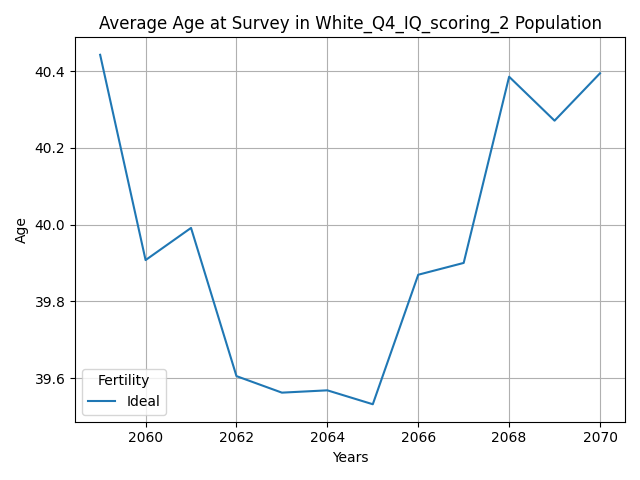 Average Age at Survey in White_Q4_IQ_scoring_2 Population
40.4
40.2
40.0
39.8
39.6
Age
Fertility
Ideal
2060 2062 2064 2066 2068 2070
Years